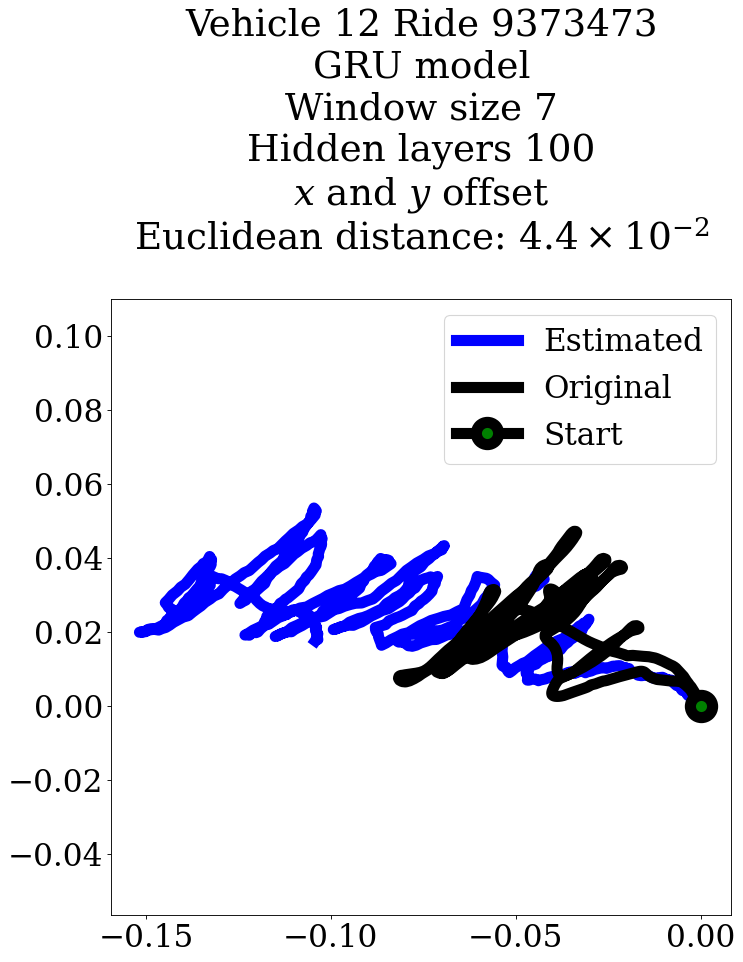 Vehicle 12 Ride 9373473
GRU model
Window size 7
Hidden layers 100
x and y offset
Euclidean distance: 4.4 × 10⁻²
Estimated
Original
Start
0.10
0.08
0.06
0.04
0.02
0.00
−0.02
−0.04
−0.15
−0.10
−0.05
0.00